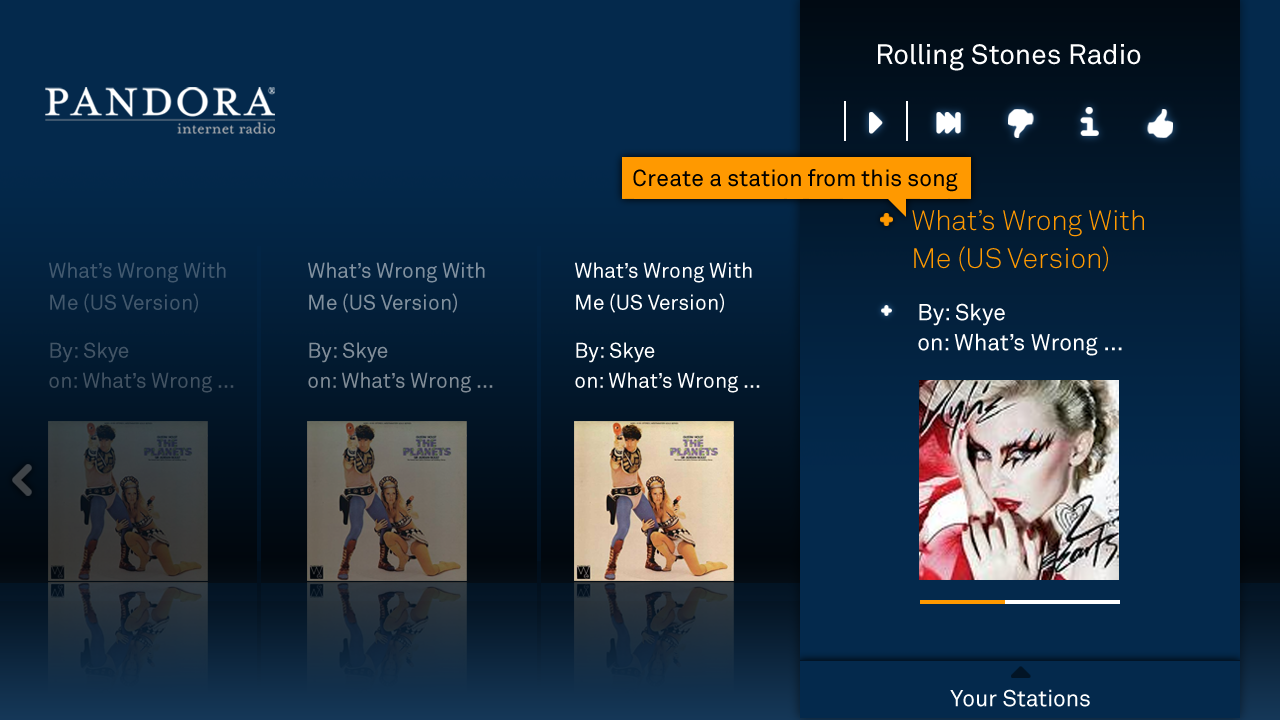 PANDORA®
internet radio
Rolling Stones Radio
Create a station from this song
What's Wrong With
Me (US Version)
By: Skye
on: What's Wrong ...
What's Wrong With
Me (US Version)
By: Skye
on: What's Wrong ...
What's Wrong With
Me (US Version)
By: Skye
on: What's Wrong ...
What's Wrong With
Me (US Version)
By: Skye
on: What's Wrong ...
THE
PLANETS
THE
PLANETS
THE
PLANETS
Kylie
2
Hearts
Your Stations